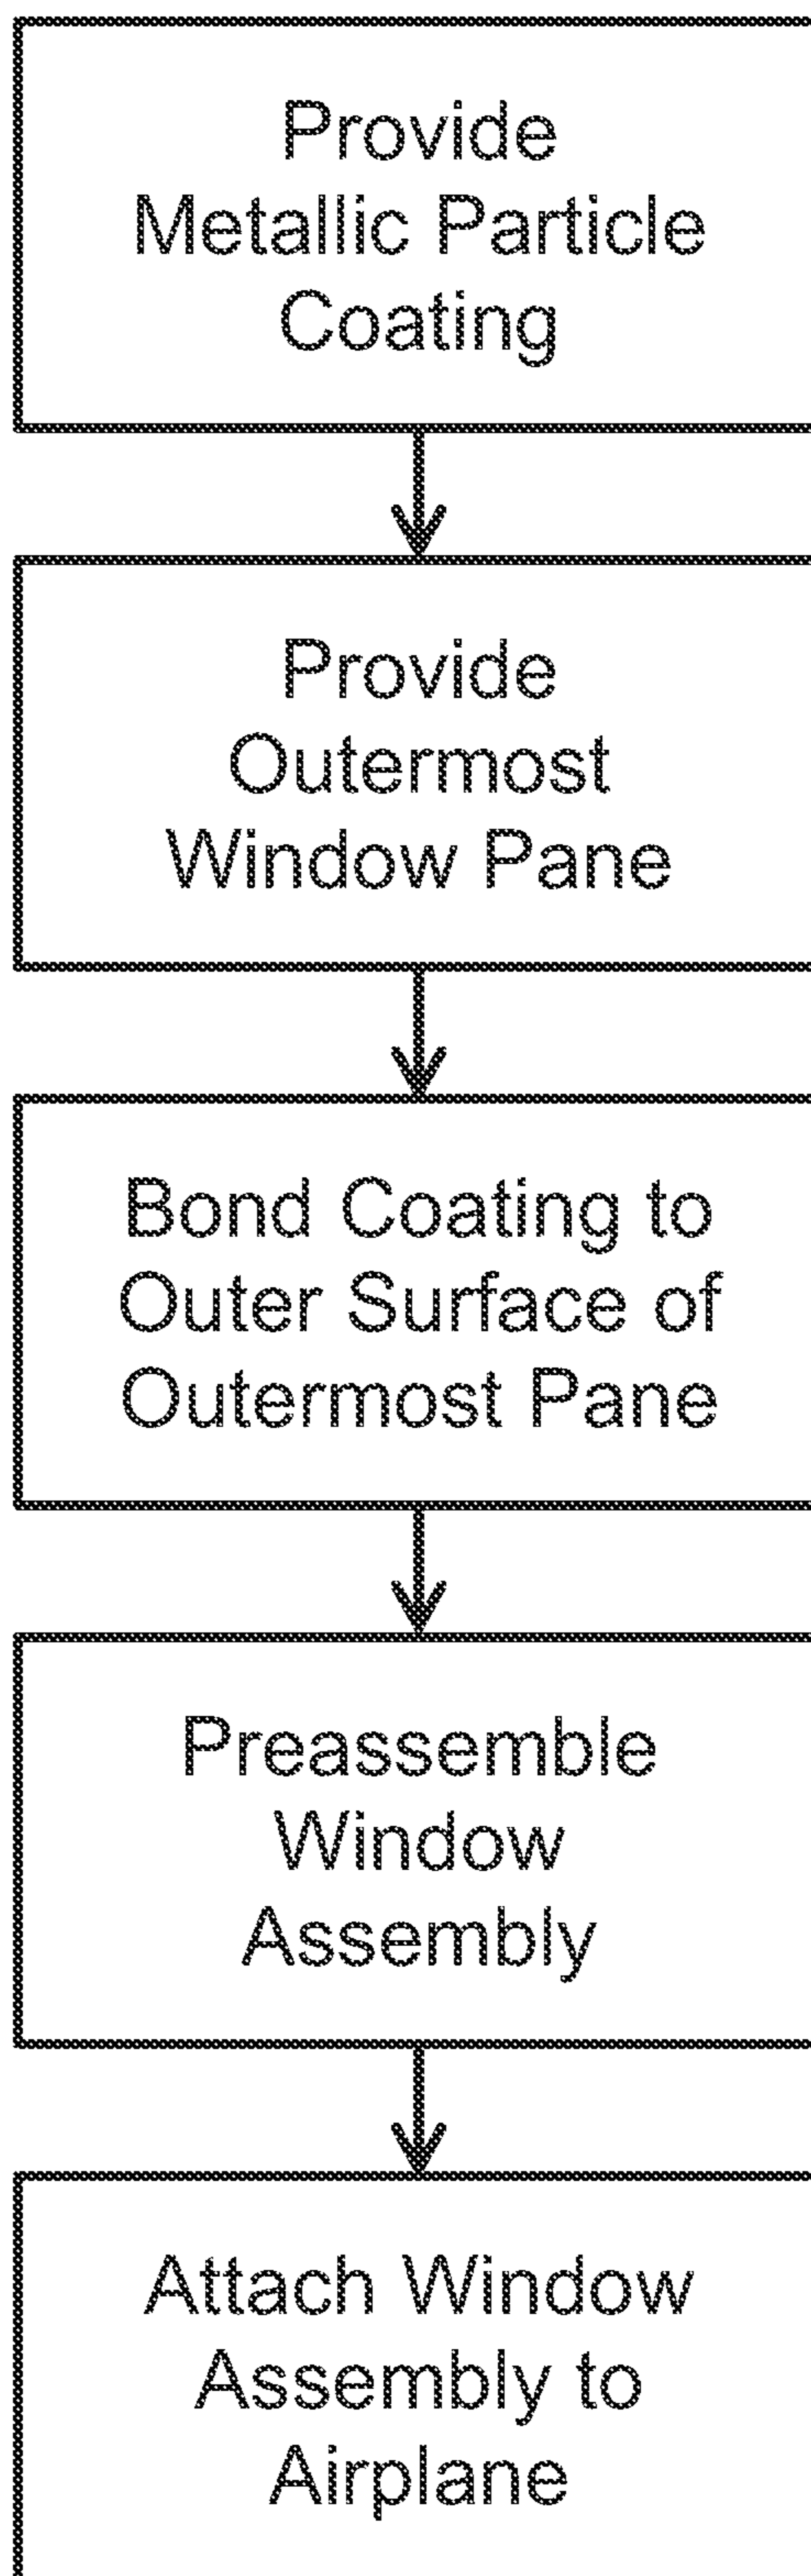 Provide
Metallic Particle
Coating
Provide
Outermost
Window Pane
Bond Coating to
Outer Surface of
Outermost Pane
Preassemble
Window
Assembly
Attach Window
Assembly to
Airplane